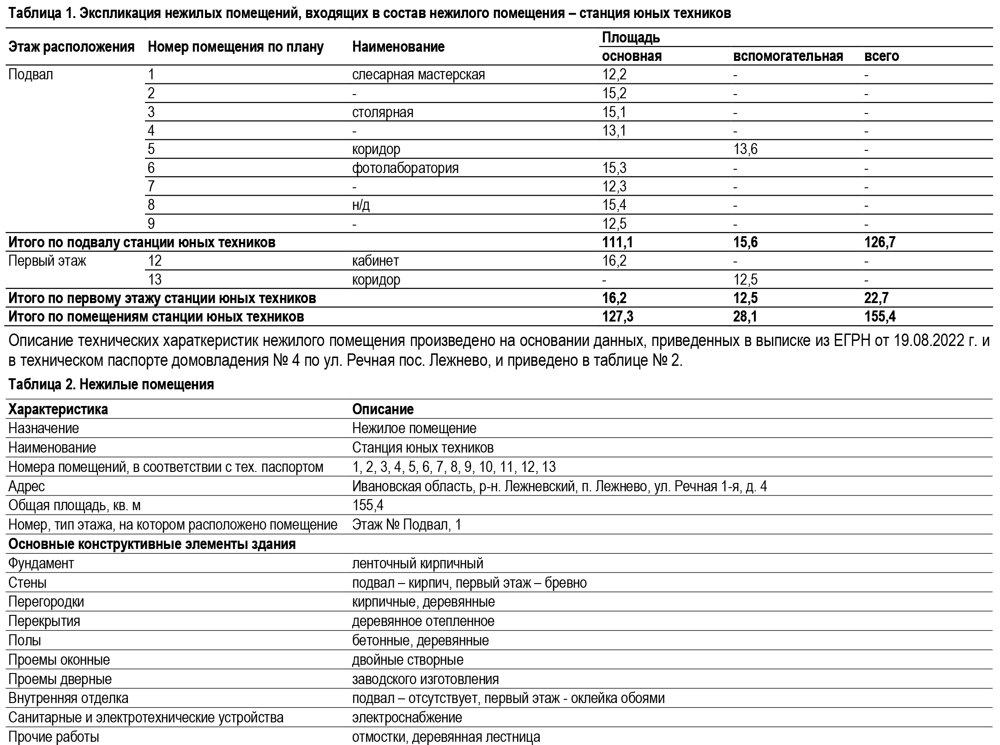 Таблица 1. Экспликация нежилых помещений, входящих в состав нежилого помещения – станция юных техников
Этаж расположения Номер помещения по плану Наименование Площадь
основная вспомогательная всего
Подвал 1 слесарная мастерская 12,2 - -
2 - 15,2 - -
3 столярная 15,1 - -
4 - 13,1 - -
5 коридор 13,6 -
6 фотолаборатория 15,3 - -
7 - 12,3 - -
8 н/д 15,4 - -
9 - 12,5 - -
Итого по подвалу станции юных техников 111,1 15,6 126,7
Первый этаж 12 кабинет 16,2 - -
13 коридор - 12,5 -
Итого по первому этажу станции юных техников 16,2 12,5 22,7
Итого по помещениям станции юных техников 127,3 28,1 155,4
Описание технических хараткеристик нежилого помещения произведено на основании данных, приведенных в выписке из ЕГРН от 19.08.2022 г. и
в техническом паспорте домовладения № 4 по ул. Речная пос. Лежнево, и приведено в таблице № 2.
Таблица 2. Нежилые помещения
Характеристика Описание
Назначение Нежилое помещение
Наименование Станция юных техников
Номера помещений, в соответствии с тех. паспортом 1, 2, 3, 4, 5, 6, 7, 8, 9, 10, 11, 12, 13
Адрес Ивановская область, р-н. Лежневский, п. Лежнево, ул. Речная 1-я, д. 4
Общая площадь, кв. м 155,4
Номер, тип этажа, на котором расположено помещение Этаж № Подвал, 1
Основные конструктивные элементы здания
Фундамент ленточный кирпичный
Стены подвал – кирпич, первый этаж – бревно
Перегородки кирпичные, деревянные
Перекрытия деревянное отепленное
Полы бетонные, деревянные
Проемы оконные двойные створные
Проемы дверные заводского изготовления
Внутренняя отделка подвал – отсутствует, первый этаж - оклейка обоями
Санитарные и электротехнические устройства электроснабжение
Прочие работы отмостки, деревянная лестница